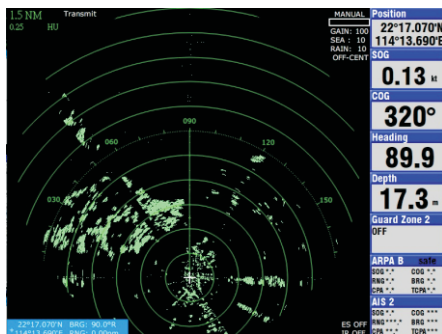 1.5 NM Transmit MANUAL
0.25 HU
GAIN: 100
SEA : 10
RAIN: 10
OFF-CENT
090
060 120
030 150
22°17.070'N BRG: 90.0°R
114°13.690'E RNG: 0.00nm
ES OFF
IR OFF
Position
22°17.070'N
114°13.690'E
SOG
0.13 kt
COG
320°
Heading
89.9
Depth
17.3 m
Guard Zone 2
OFF
ARPA B safe
SOG *.* COG *.*
RNG *.* BRG *.*
CPA *.* TCPA *.*
AIS 2
SOG *.* COG ***
RNG ***.* BRG ***
CPA **.* TCPA*.*